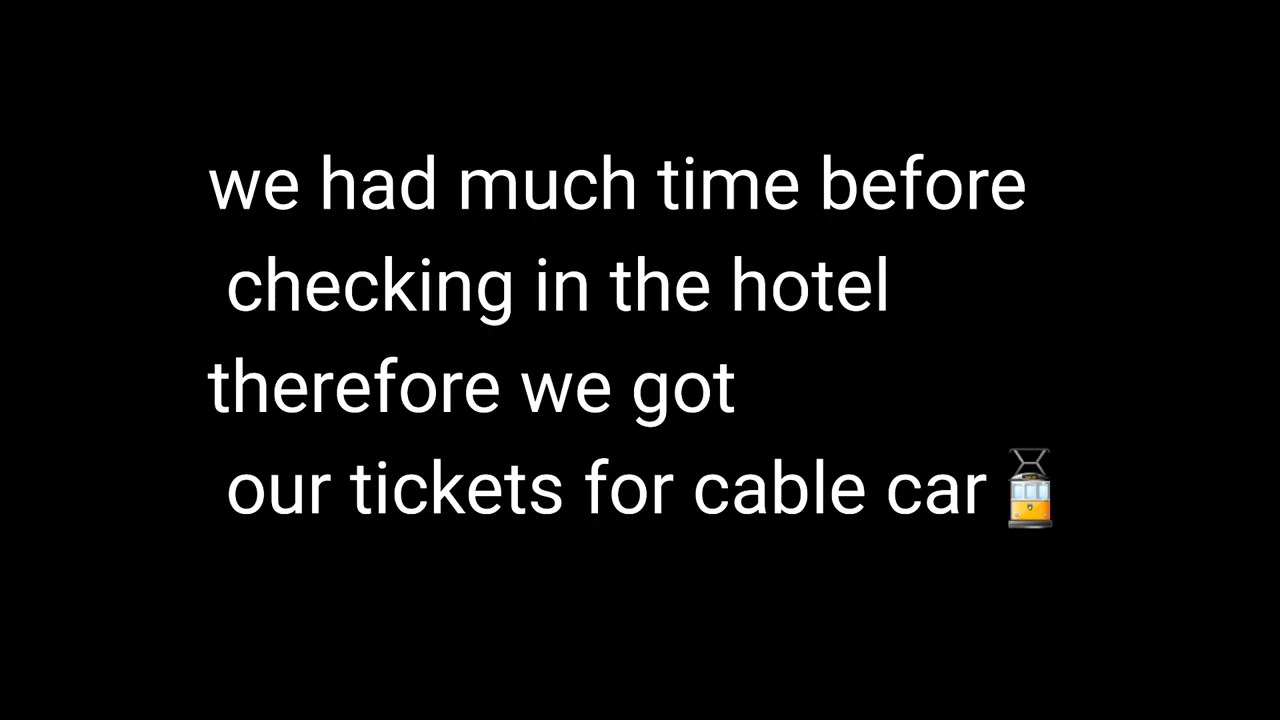 we had much time before
checking in the hotel
therefore we got
our tickets for cable car🚋